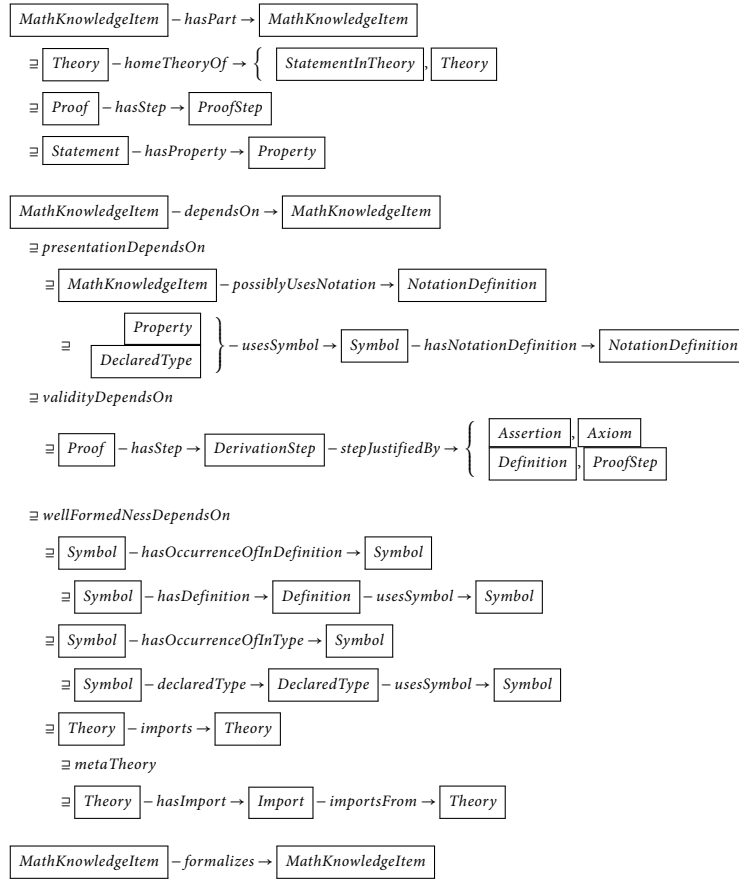 MathKnowledgeItem – hasPart → MathKnowledgeItem
⊒ Theory – homeTheoryOf → { StatementInTheory, Theory
⊒ Proof – hasStep → ProofStep
⊒ Statement – hasProperty → Property
MathKnowledgeItem – dependsOn → MathKnowledgeItem
⊒ presentationDependsOn
⊒ MathKnowledgeItem – possiblyUsesNotation → NotationDefinition
Property
⊒ } – usesSymbol → Symbol – hasNotationDefinition → NotationDefinition
DeclaredType
⊒ validityDependsOn
Assertion, Axiom
⊒ Proof – hasStep → DerivationStep – stepJustifiedBy → {
Definition, ProofStep
⊒ wellFormedNessDependsOn
⊒ Symbol – hasOccurrenceOfInDefinition → Symbol
⊒ Symbol – hasDefinition → Definition – usesSymbol → Symbol
⊒ Symbol – hasOccurrenceOfInType → Symbol
⊒ Symbol – declaredType → DeclaredType – usesSymbol → Symbol
⊒ Theory – imports → Theory
⊒ metaTheory
⊒ Theory – hasImport → Import – importsFrom → Theory
MathKnowledgeItem – formalizes → MathKnowledgeItem